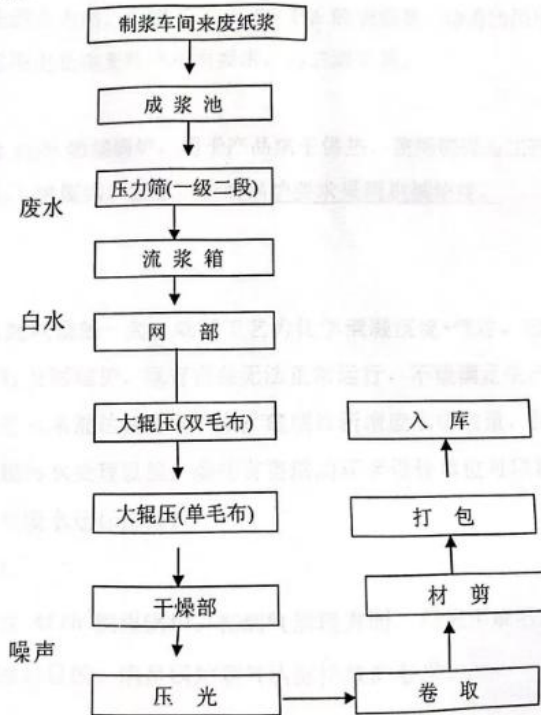 制浆车间来废纸浆
成浆池
压力筛(一级二段)
废水
流浆箱
白水
网部
大辊压(双毛布)
大辊压(单毛布)
干燥部
噪声
压光
卷取
材剪
打包
入库